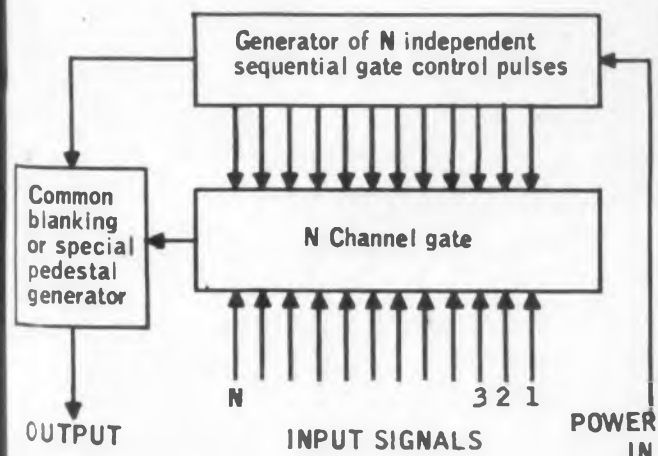 Generator of N independent
sequential gate control pulses
Common
blanking
or special
pedestal
generator
N Channel gate
N 3 2 1
OUTPUT
INPUT SIGNALS
POWER
IN